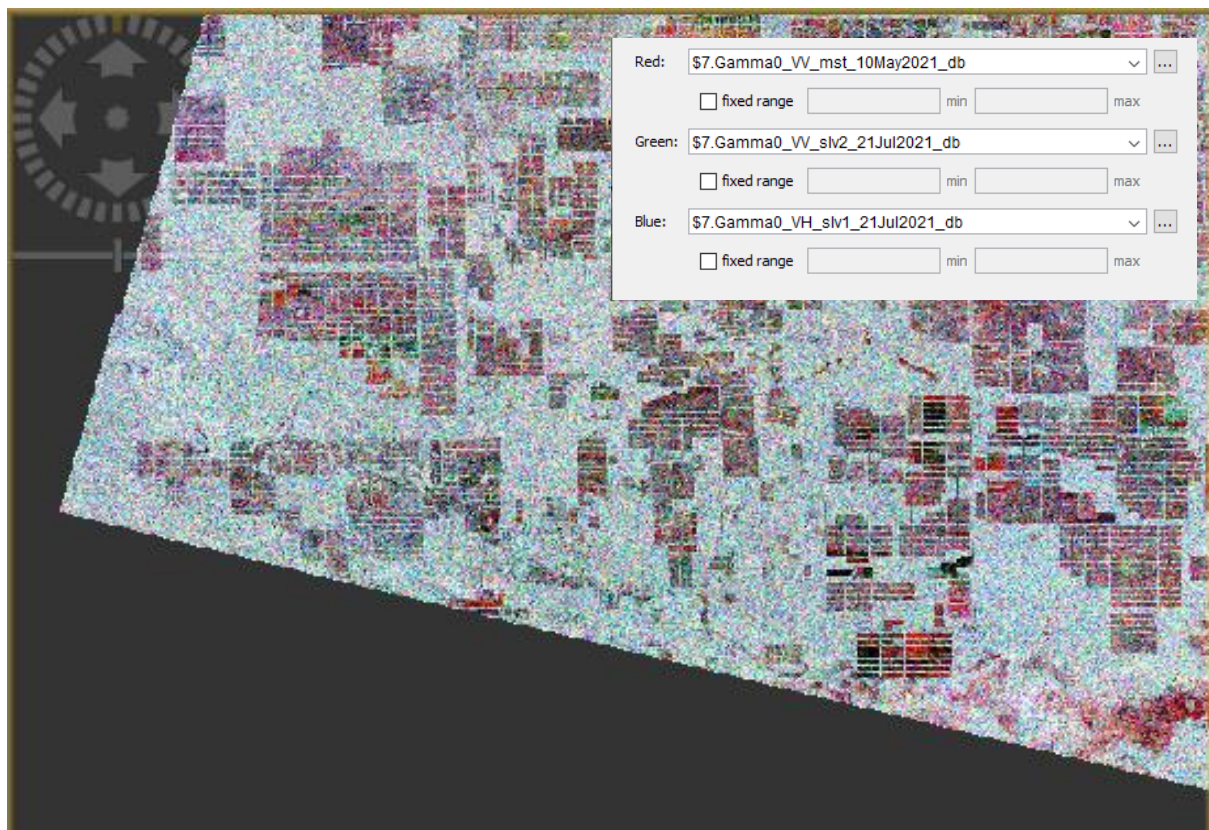 Red: $7.Gamma0_VV_mst_10May2021_db ...
fixed range min max
Green: $7.Gamma0_VV_slv2_21Jul2021_db ...
fixed range min max
Blue: $7.Gamma0_VH_slv1_21Jul2021_db ...
fixed range min max